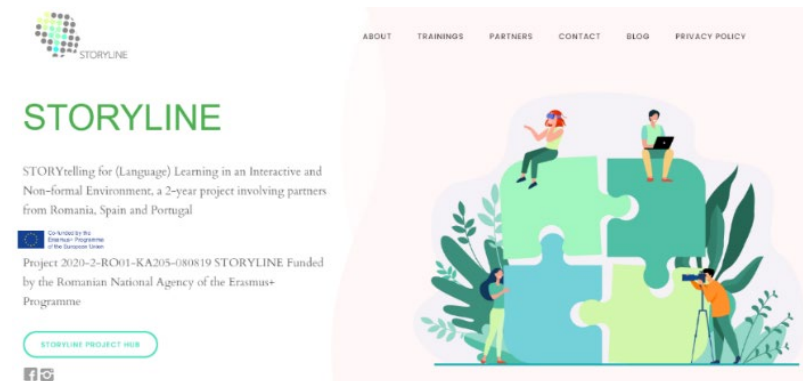 STORYLINE
ABOUT TRAININGS PARTNERS CONTACT BLOG PRIVACY POLICY
STORYLINE
STORYtelling for (Language) Learning in an Interactive and
Non-formal Environment, a 2-year project involving partners
from Romania, Spain and Portugal
Co-funded by the
Erasmus+ Programme
of the European Union
Project 2020-2-RO01-KA205-080819 STORYLINE Funded
by the Romanian National Agency of the Erasmus+
Programme
STORYLINE PROJECT HUB